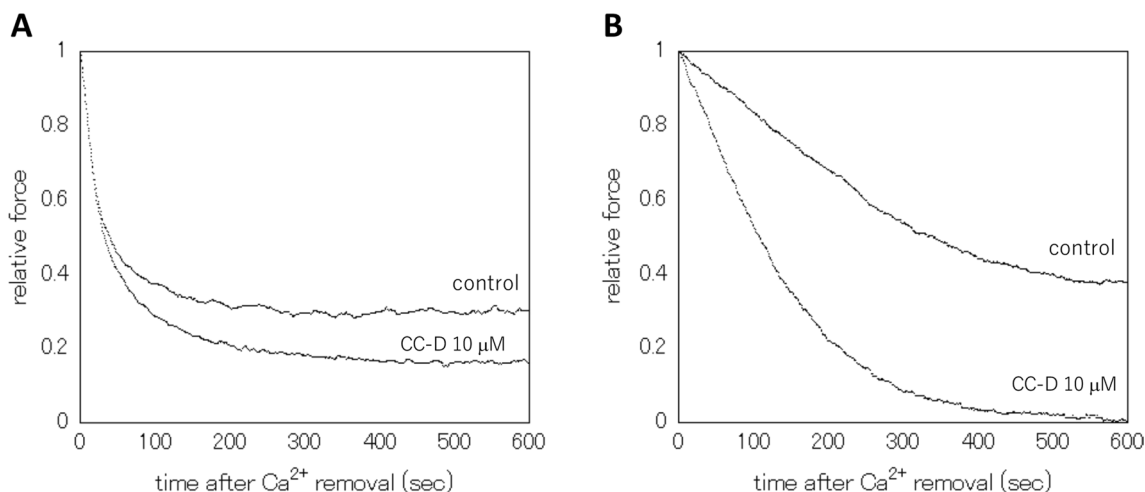 A
relative force
1
0.8
0.6
0.4
0.2
0
control
CC-D 10 μM
0 100 200 300 400 500 600
time after Ca²⁺ removal (sec)
B
relative force
1
0.8
0.6
0.4
0.2
0
control
CC-D 10 μM
0 100 200 300 400 500 600
time after Ca²⁺ removal (sec)